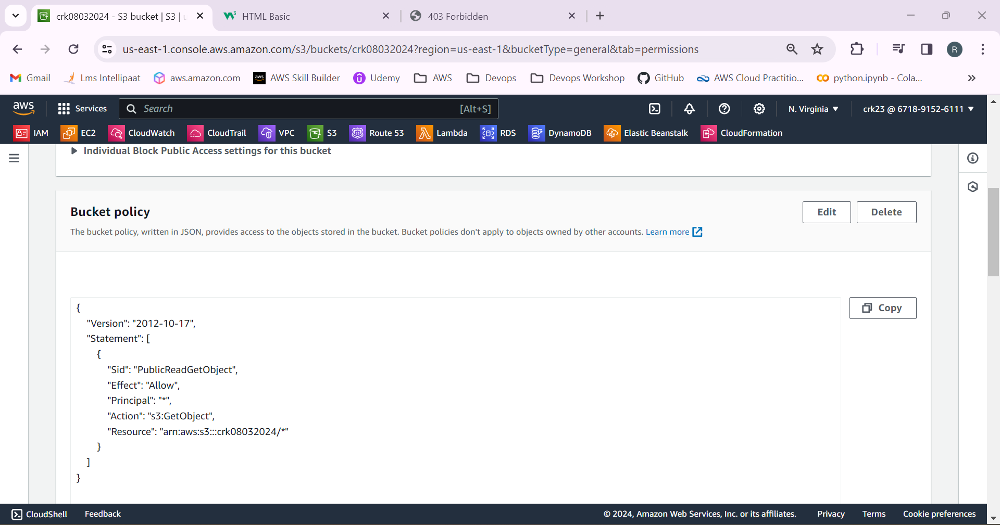 crk08032024 - S3 bucket | S3 |
HTML Basic
403 Forbidden
us-east-1.console.aws.amazon.com/s3/buckets/crk08032024?region=us-east-1&bucketType=general&tab=permissions
R
Gmail
Lms Intellipaat
aws.amazon.com
aws
AWS Skill Builder
Udemy
AWS
Devops
Devops Workshop
GitHub
AWS Cloud Practitio...
python.ipynb - Cola...
aws
Services
Search
[Alt+S]
N. Virginia
crk23 @ 6718-9152-6111
IAM
EC2
CloudWatch
CloudTrail
VPC
S3
Route 53
Lambda
RDS
DynamoDB
Elastic Beanstalk
CloudFormation
Individual Block Public Access settings for this bucket
Bucket policy
Edit
Delete
The bucket policy, written in JSON, provides access to the objects stored in the bucket. Bucket policies don't apply to objects owned by other accounts. Learn more
Copy
{
"Version": "2012-10-17",
"Statement": [
{
"Sid": "PublicReadGetObject",
"Effect": "Allow",
"Principal": "*",
"Action": "s3:GetObject",
"Resource": "arn:aws:s3:::crk08032024/*"
}
]
}
CloudShell
Feedback
© 2024, Amazon Web Services, Inc. or its affiliates.
Privacy
Terms
Cookie preferences